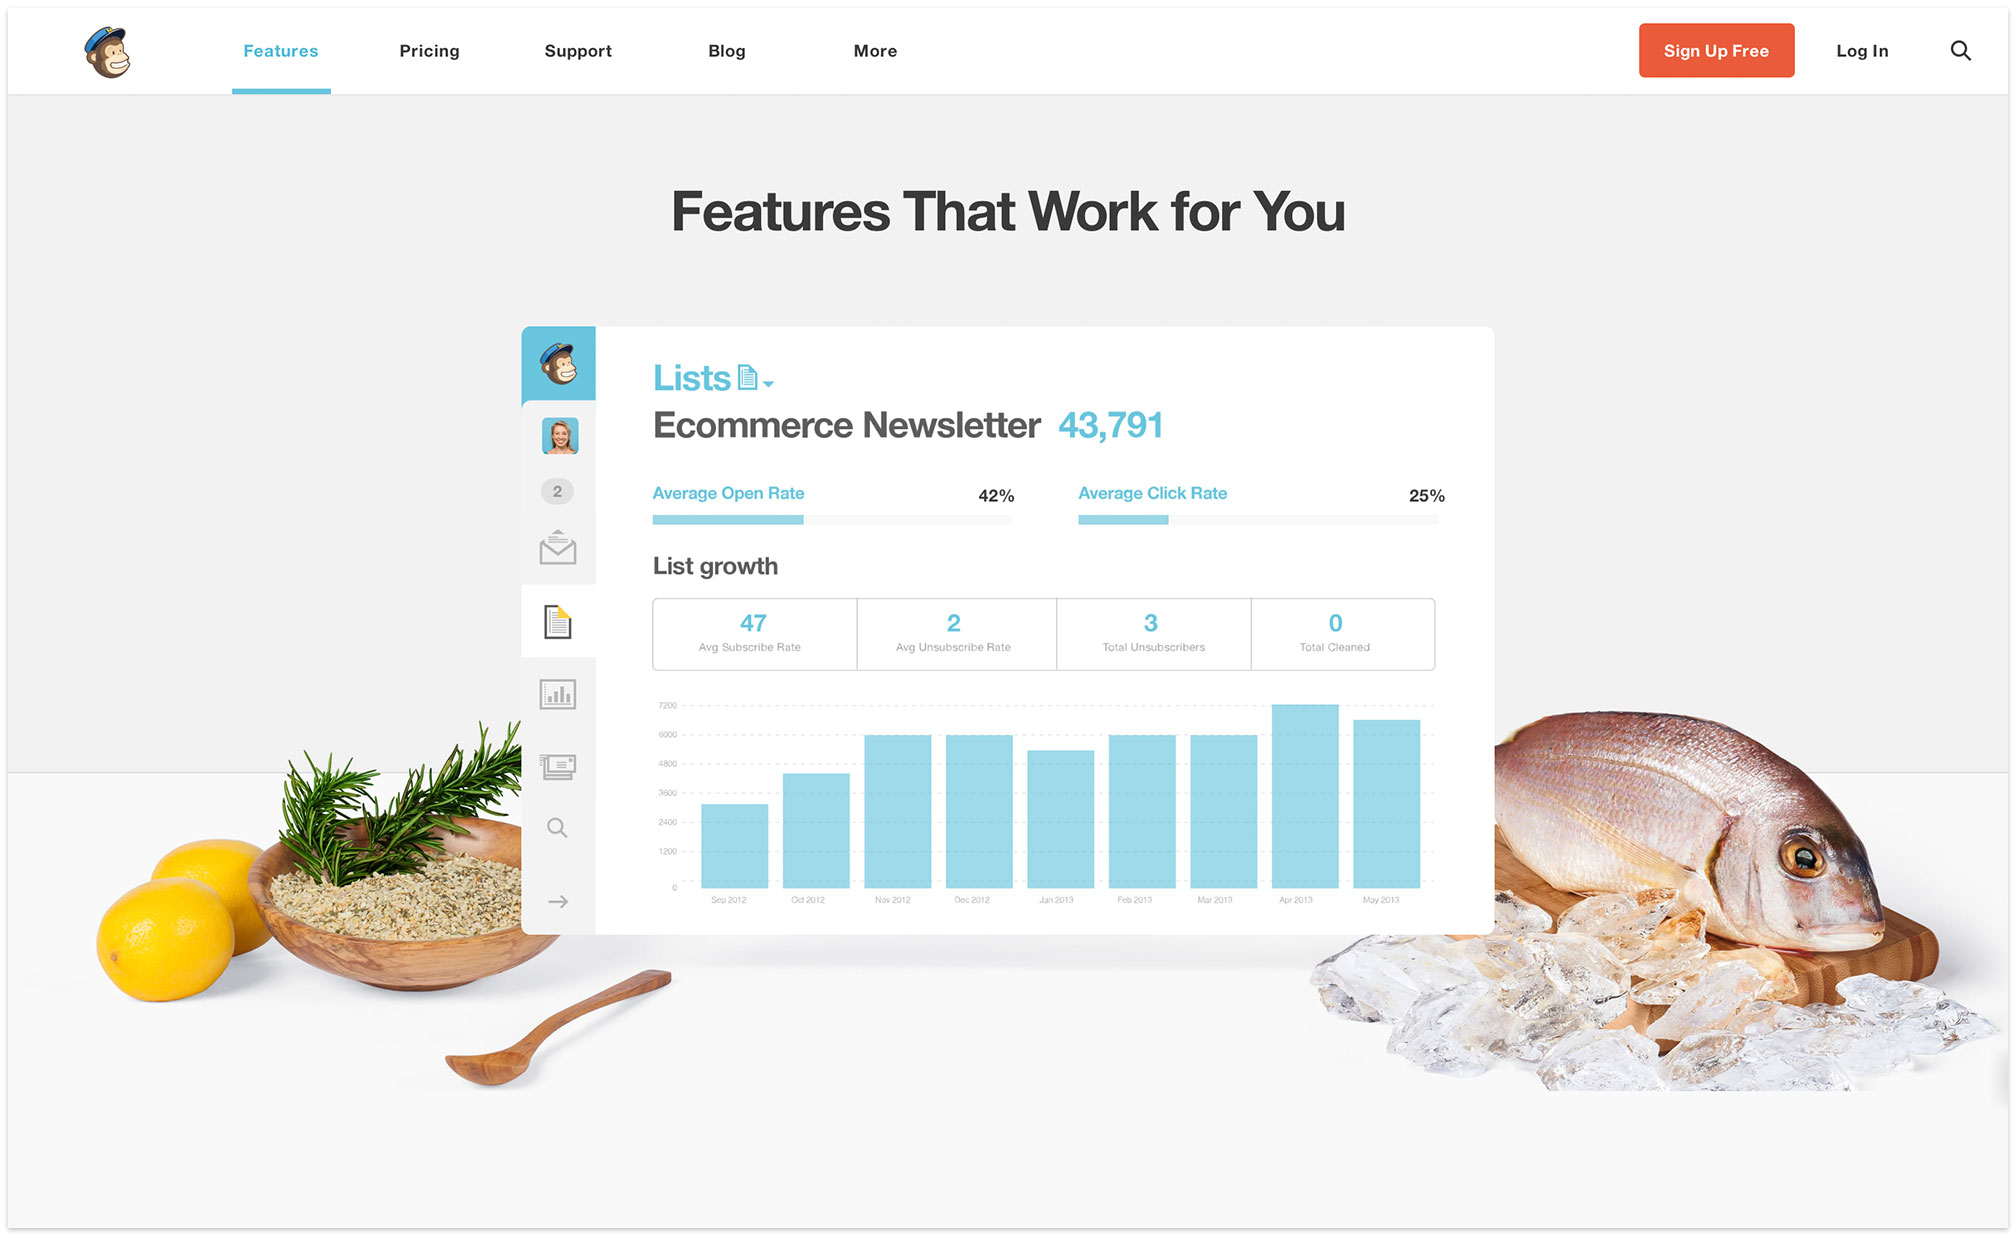 Features Pricing Support Blog More Sign Up Free Log In
Features That Work for You
Lists
Ecommerce Newsletter 43,791
2
Average Open Rate 42% Average Click Rate 25%
List growth
47 2 3 0
Avg Subscribe Rate Avg Unsubscribe Rate Total Unsubscribers Total Cleaned
7200
6000
4800
3600
2400
1200
0
Sep 2012 Oct 2012 Nav 2012 Dec 2012 Jan 2013 Feb 2013 Mar 2013 Apr 2013 May 2013